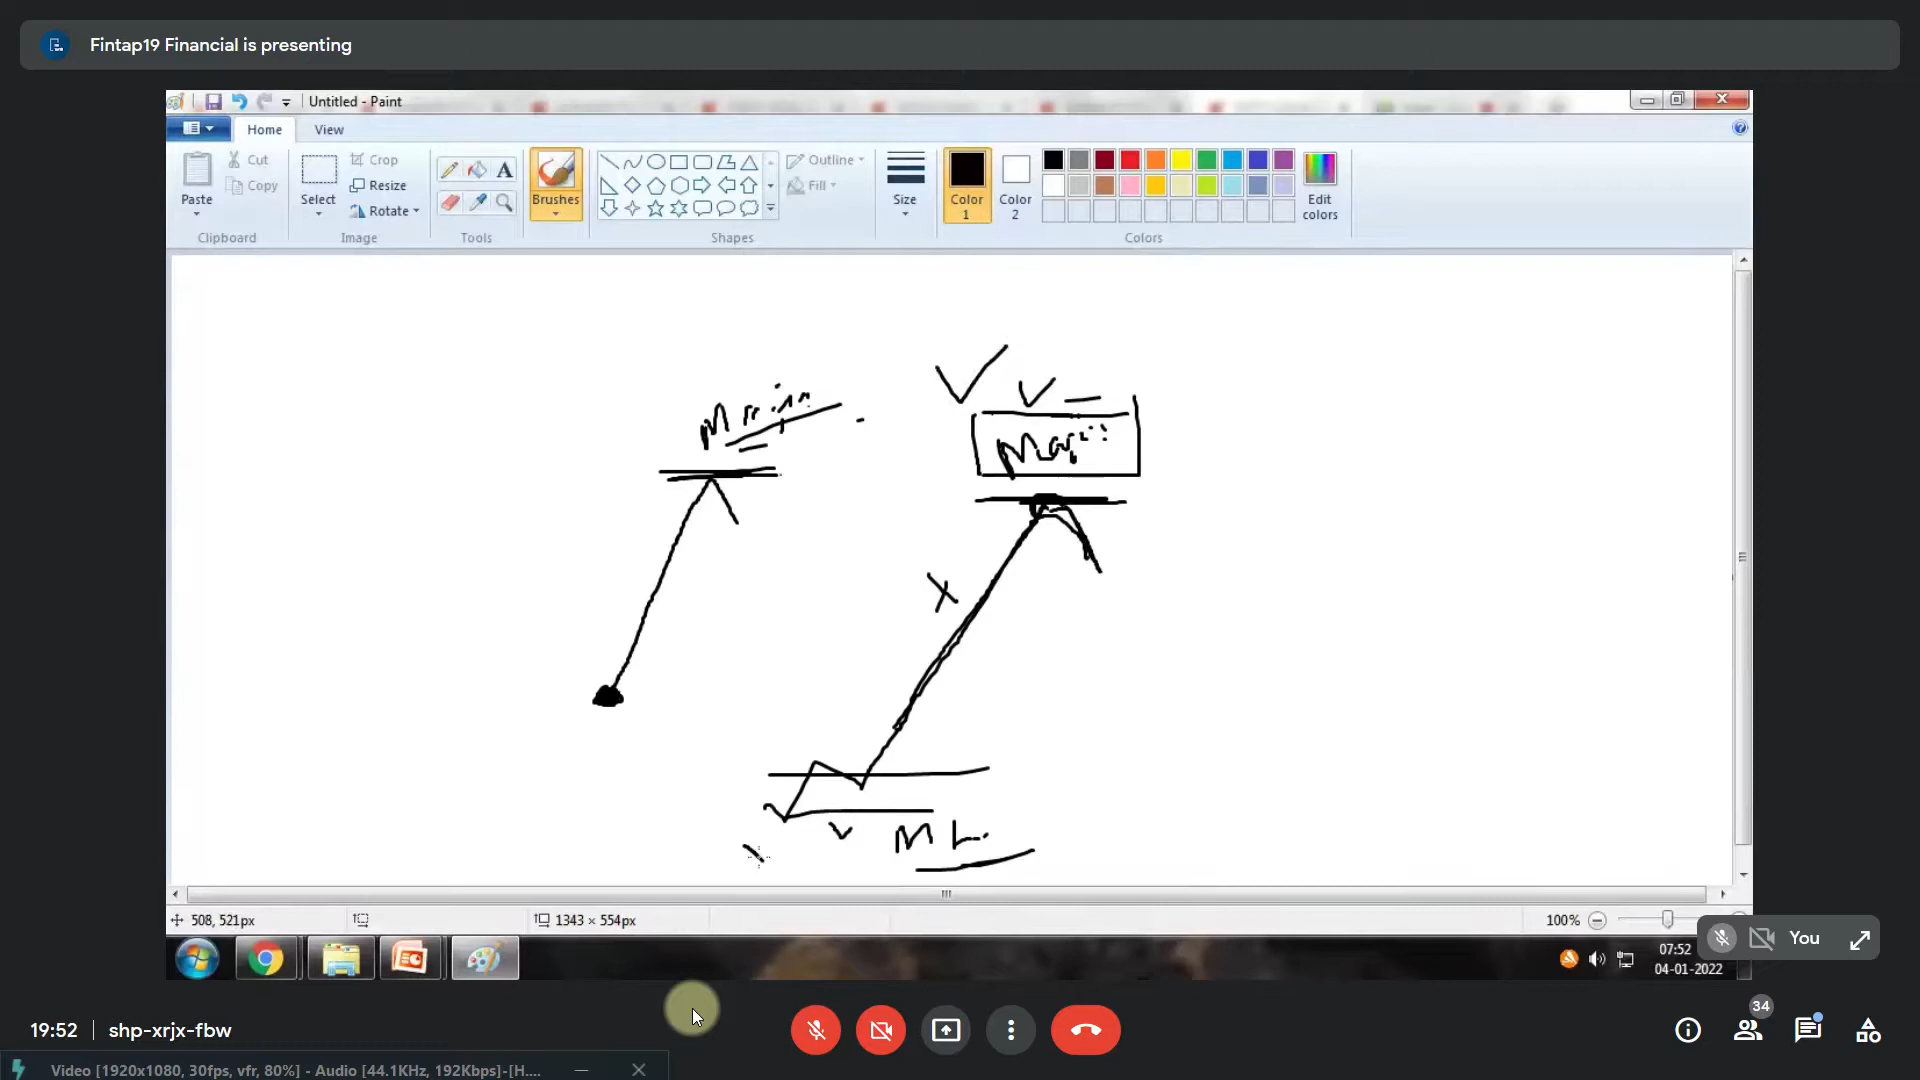 Fintap19 Financial is presenting
Untitled - Paint
Home View
Paste
Cut
Copy
Clipboard
Select
Crop
Resize
Rotate
Image
A
Tools
Brushes
Outline
Fill
Shapes
Size
Color 1
Color 2
Edit colors
Colors
V V
V M L.
508, 521px
1343 × 554px
100%
You
07:52
04-01-2022
34
19:52 shp-xrjx-fbw
Video [1920x1080, 30fps, vfr, 80%] - Audio [44.1KHz, 192Kbps]-[H....